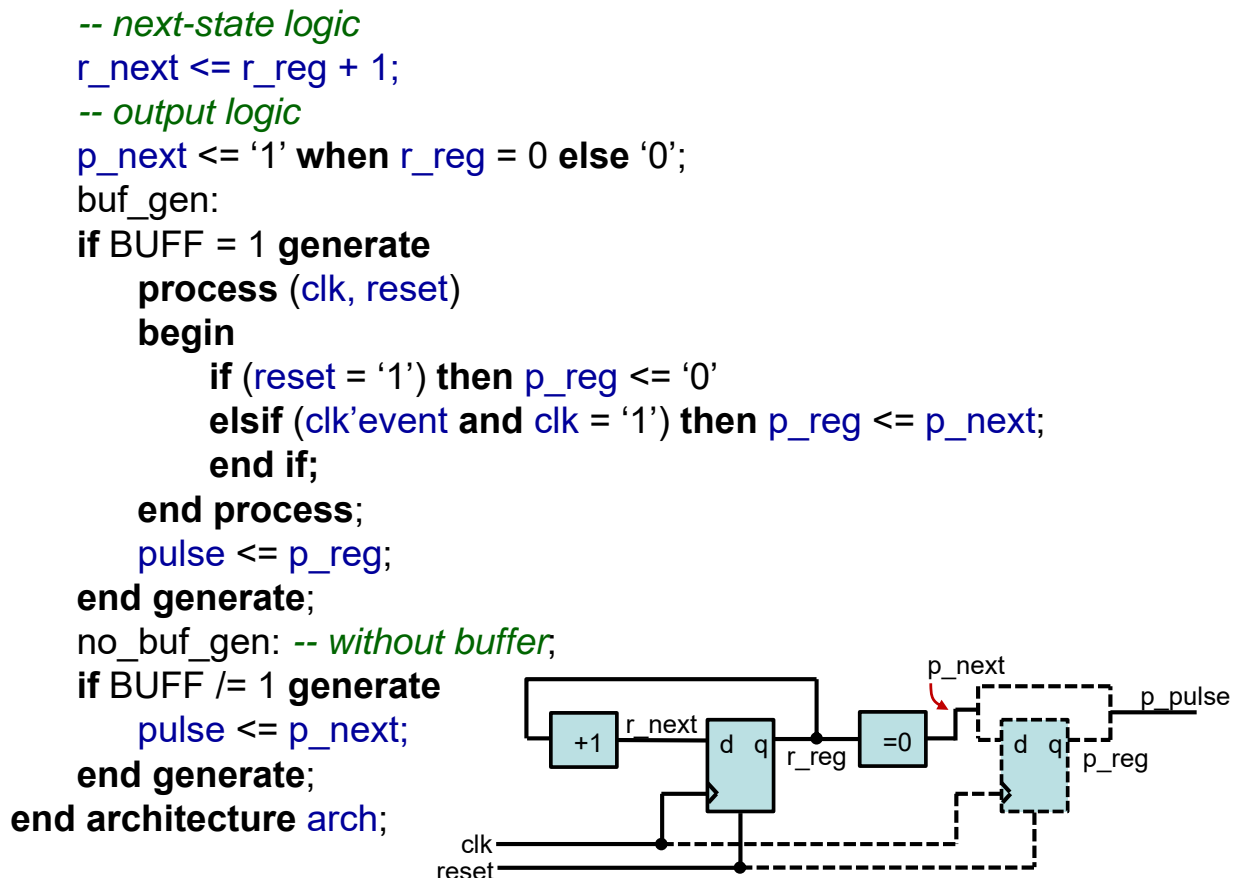 -- next-state logic
r_next <= r_reg + 1;
-- output logic
p_next <= ‘1’ when r_reg = 0 else ‘0’;
buf_gen:
if BUFF = 1 generate
process (clk, reset)
begin
if (reset = ‘1’) then p_reg <= ‘0’
elsif (clk’event and clk = ‘1’) then p_reg <= p_next;
end if;
end process;
pulse <= p_reg;
end generate;
no_buf_gen: -- without buffer;
if BUFF /= 1 generate
pulse <= p_next;
end generate;
end architecture arch;
p_next
p_pulse
+1
r_next
d q
r_reg
=0
d q
p_reg
clk
reset